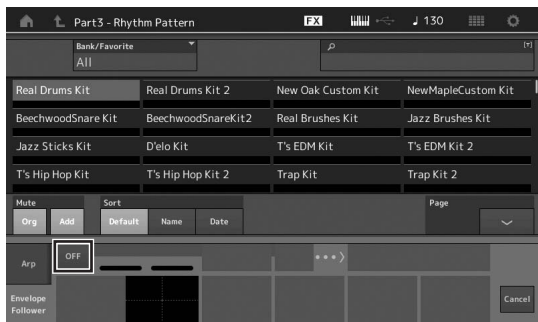 Part3 - Rhythm Pattern FX ♩ 130
Bank/Favorite
All
Real Drums Kit Real Drums Kit 2 New Oak Custom Kit NewMapleCustom Kit
BeechwoodSnare Kit BeechwoodSnareKit2 Real Brushes Kit Jazz Brushes Kit
Jazz Sticks Kit D'elo Kit T's EDM Kit T's EDM Kit 2
T's Hip Hop Kit T's Hip Hop Kit 2 Trap Kit Trap Kit 2
Mute Sort Page
Org Add Default Name Date
Arp OFF
Envelope
Follower Cancel